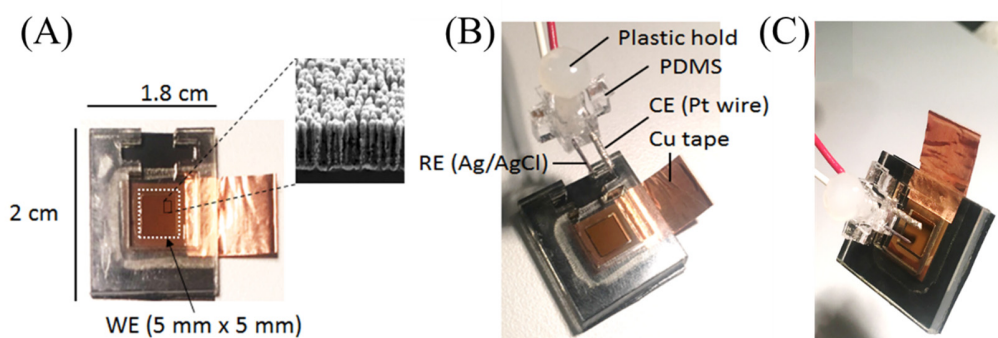 (A)
1.8 cm
2 cm
WE (5 mm x 5 mm)
(B)
Plastic hold
PDMS
CE (Pt wire)
Cu tape
RE (Ag/AgCl)
(C)